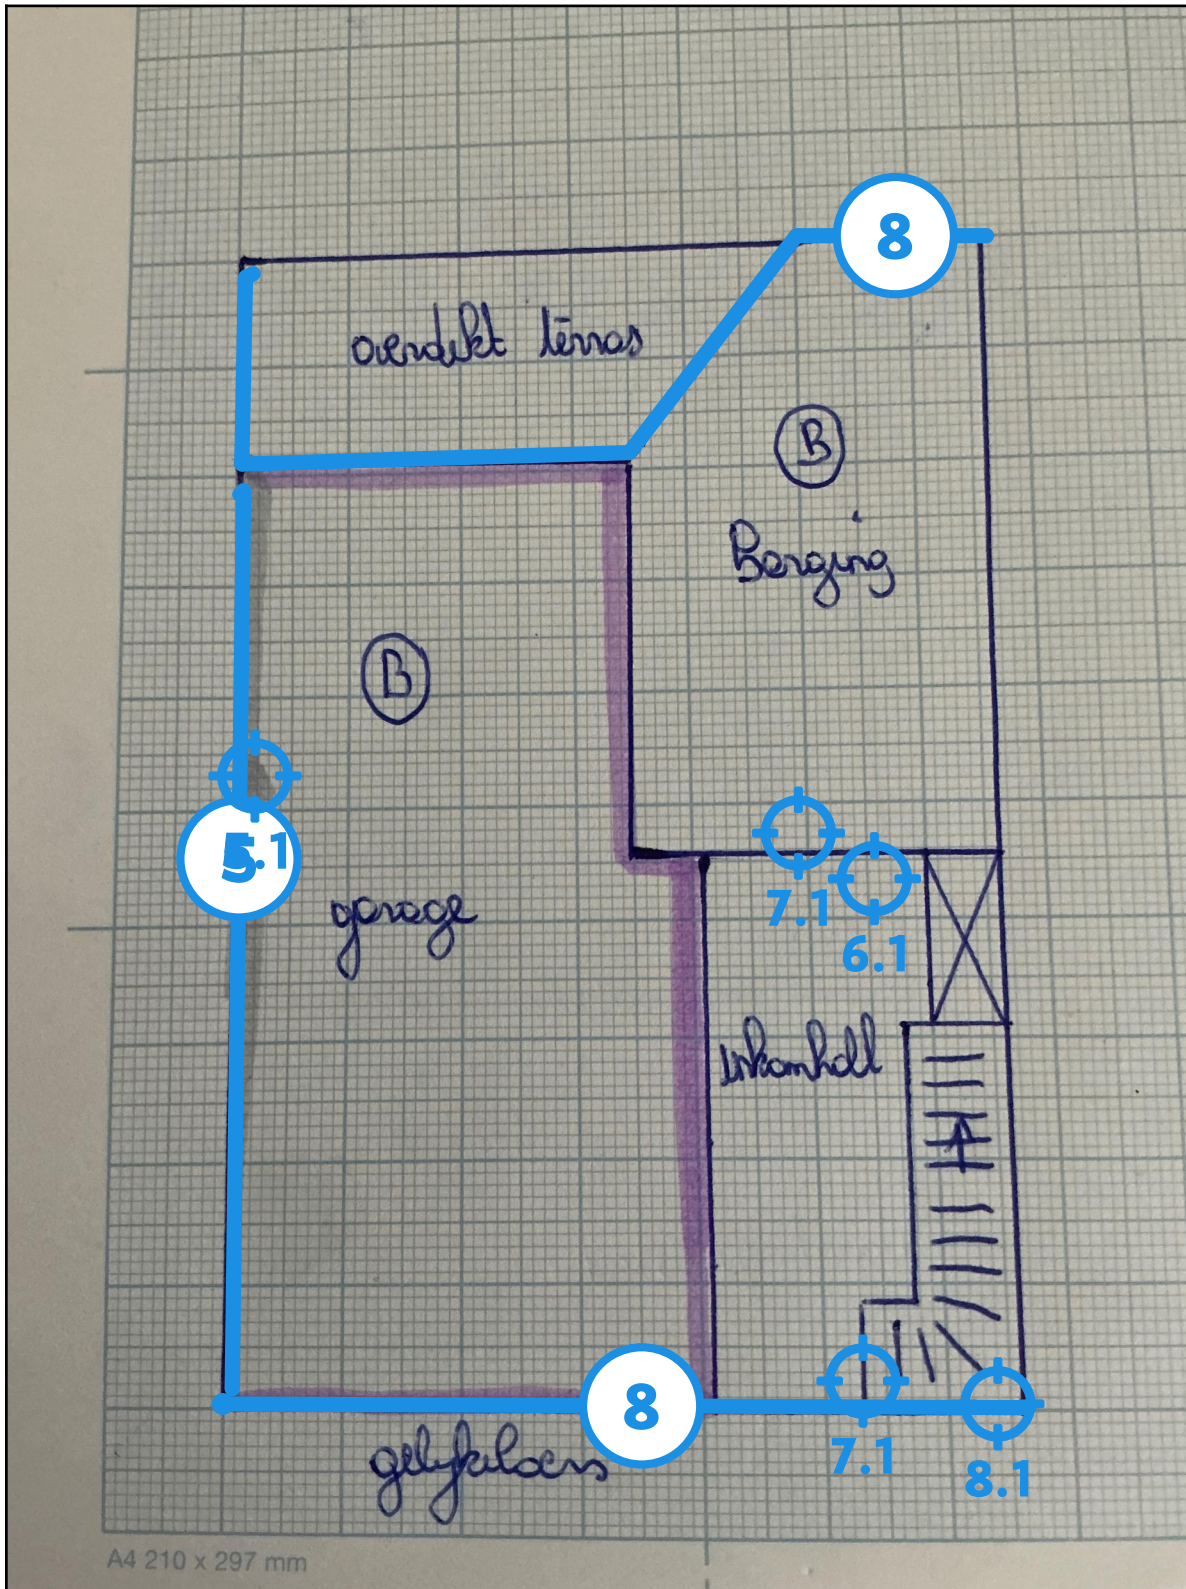 8
overdekt terras
B
Berging
B
5.1
5
7.1
6.1
garage
inkomhall
8
7.1
8.1
gelijkvloers
A4 210 x 297 mm